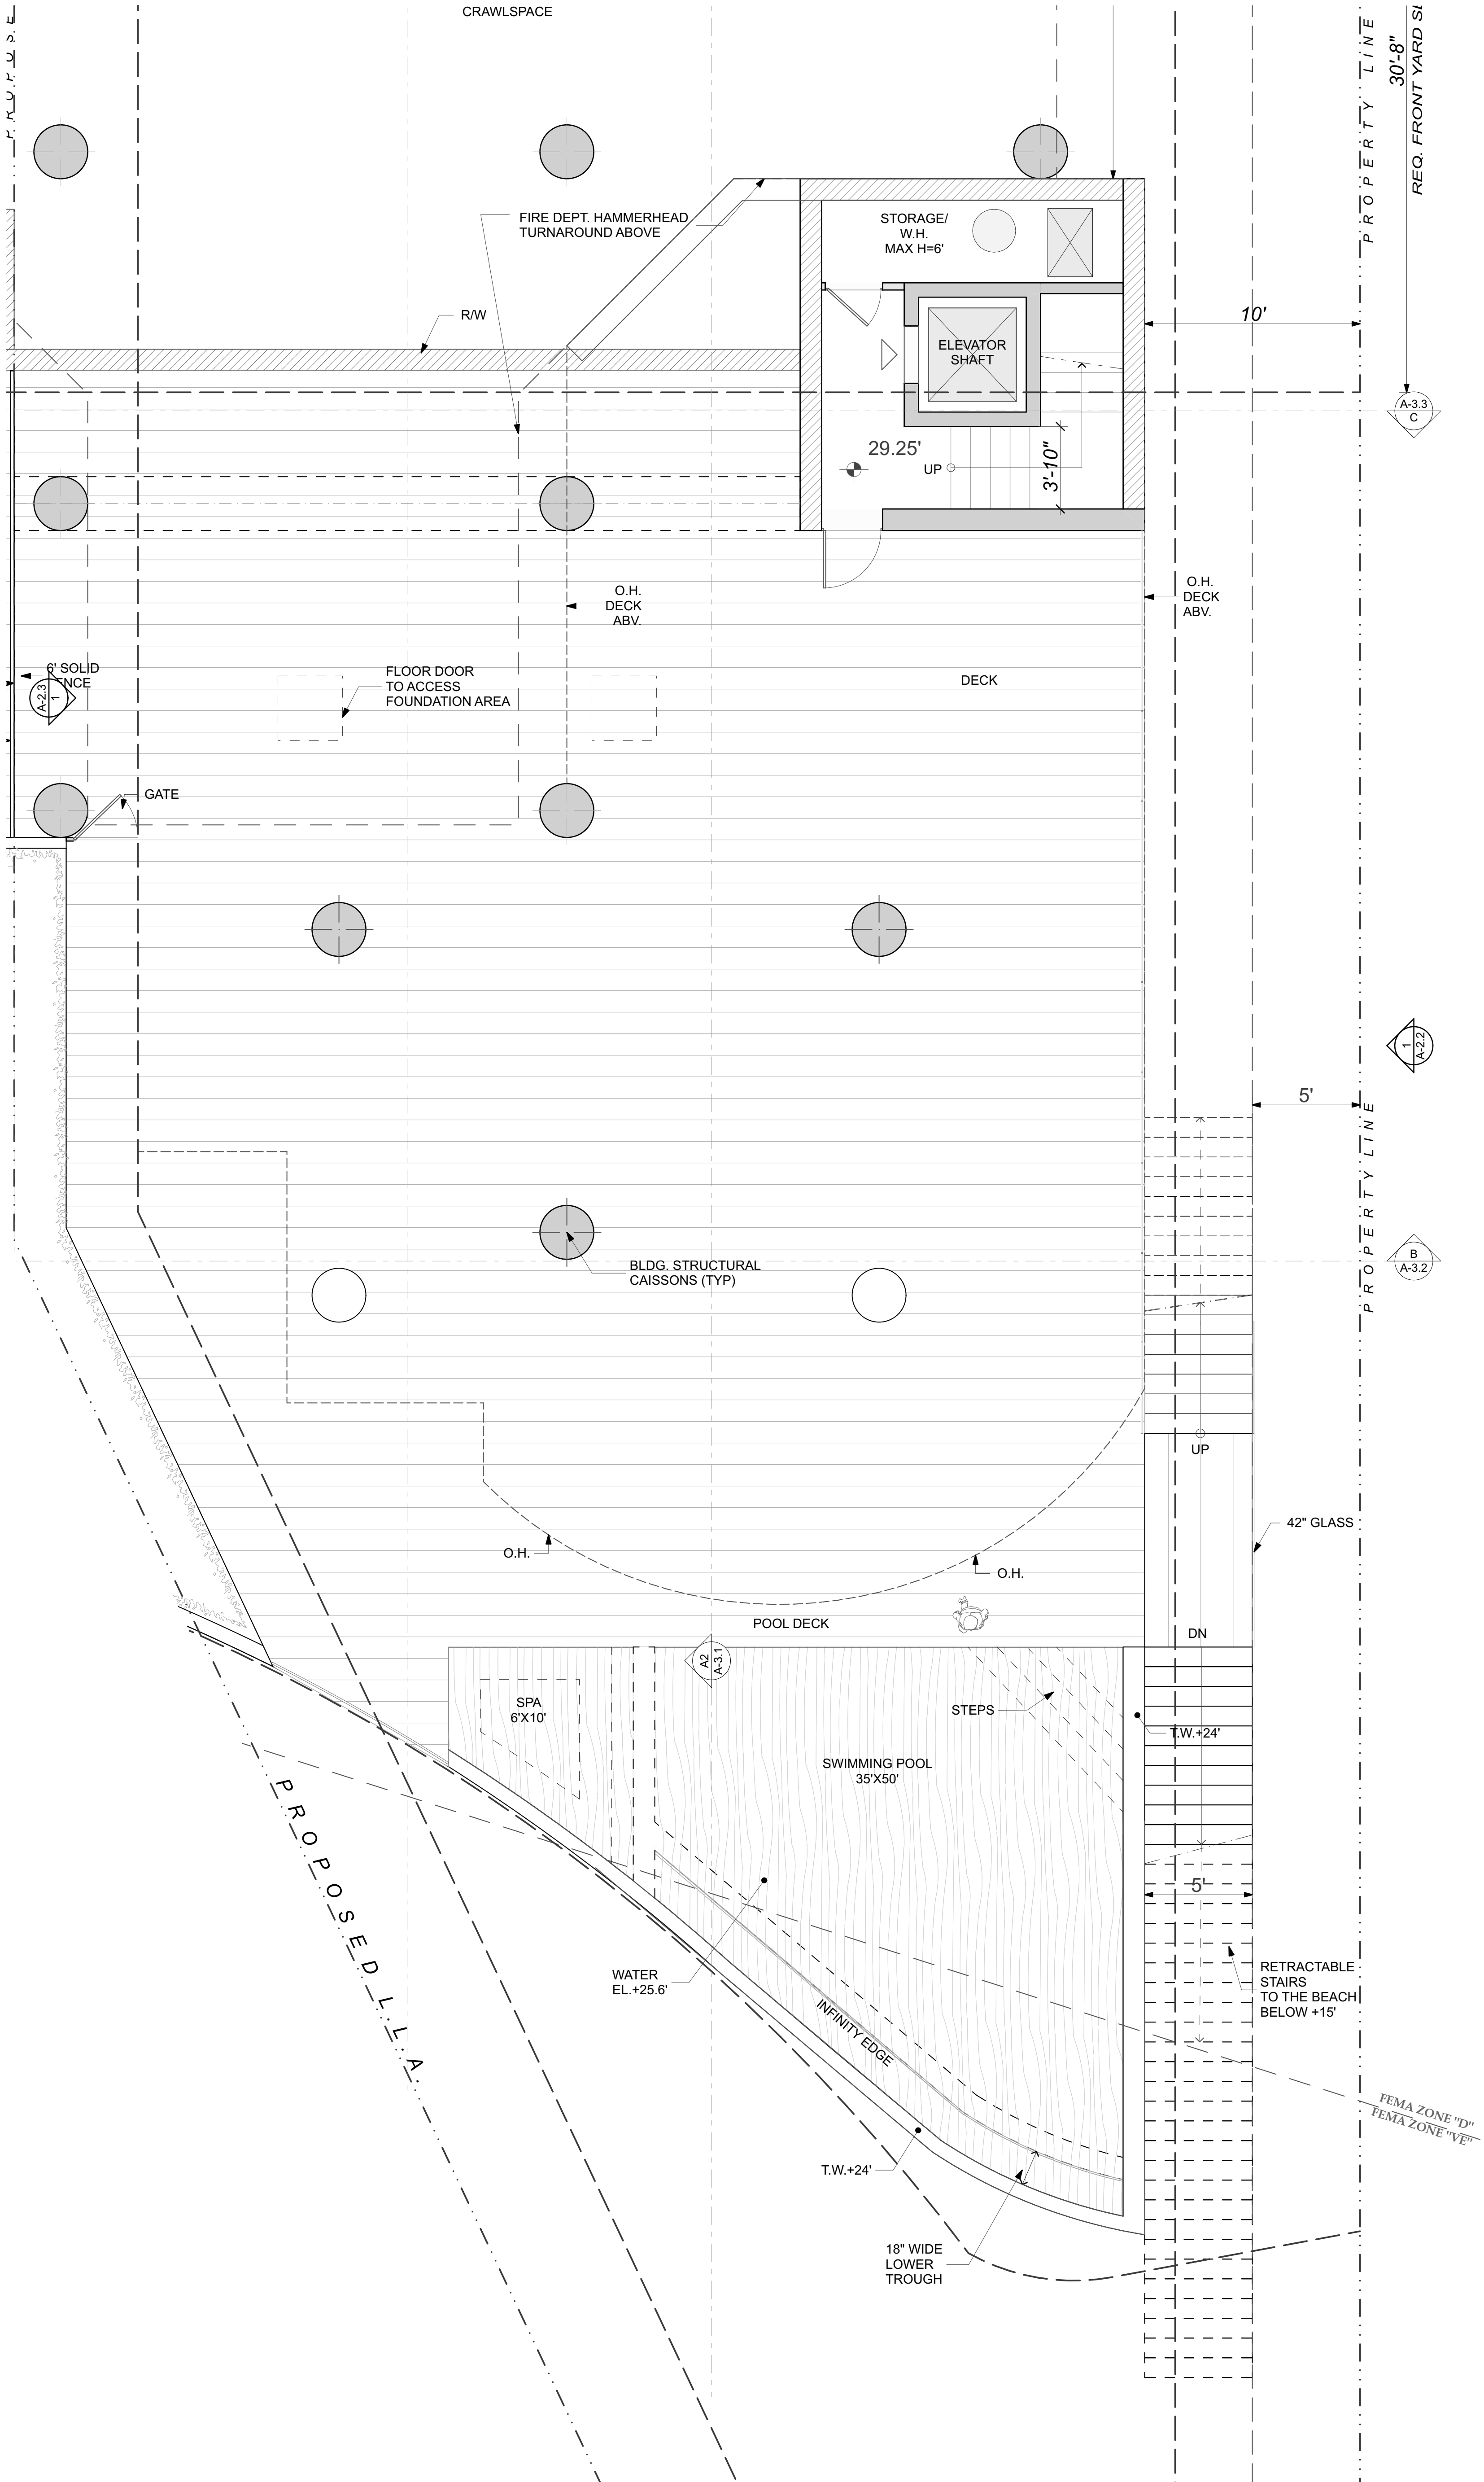 CRAWLSPACE
PROPERTY LINE
30'-8"
REQ. FRONT YARD
FIRE DEPT. HAMMERHEAD
TURNAROUND ABOVE
STORAGE/
W.H.
MAX H=6'
R/W
10'
ELEVATOR
SHAFT
A-3.3
C
29.25'
UP
3'-10"
O.H.
DECK
ABV.
O.H.
DECK
ABV.
6' SOLID
A-2.3
1
FLOOR DOOR
TO ACCESS
FOUNDATION AREA
DECK
GATE
1
A-2.2
5'
PROPERTY LINE
BLDG. STRUCTURAL
CAISSONS (TYP)
B
A-3.2
UP
42" GLASS
O.H.
O.H.
POOL DECK
DN
A2
A-3.1
SPA
6'X10'
STEPS
T.W.+24'
SWIMMING POOL
35'X50'
PROPOSED L.L.A.
5'
WATER
EL.+25.6'
INFINITY EDGE
RETRACTABLE
STAIRS
TO THE BEACH
BELOW +15'
FEMA ZONE "D"
FEMA ZONE "VE"
T.W.+24'
18" WIDE
LOWER
TROUGH